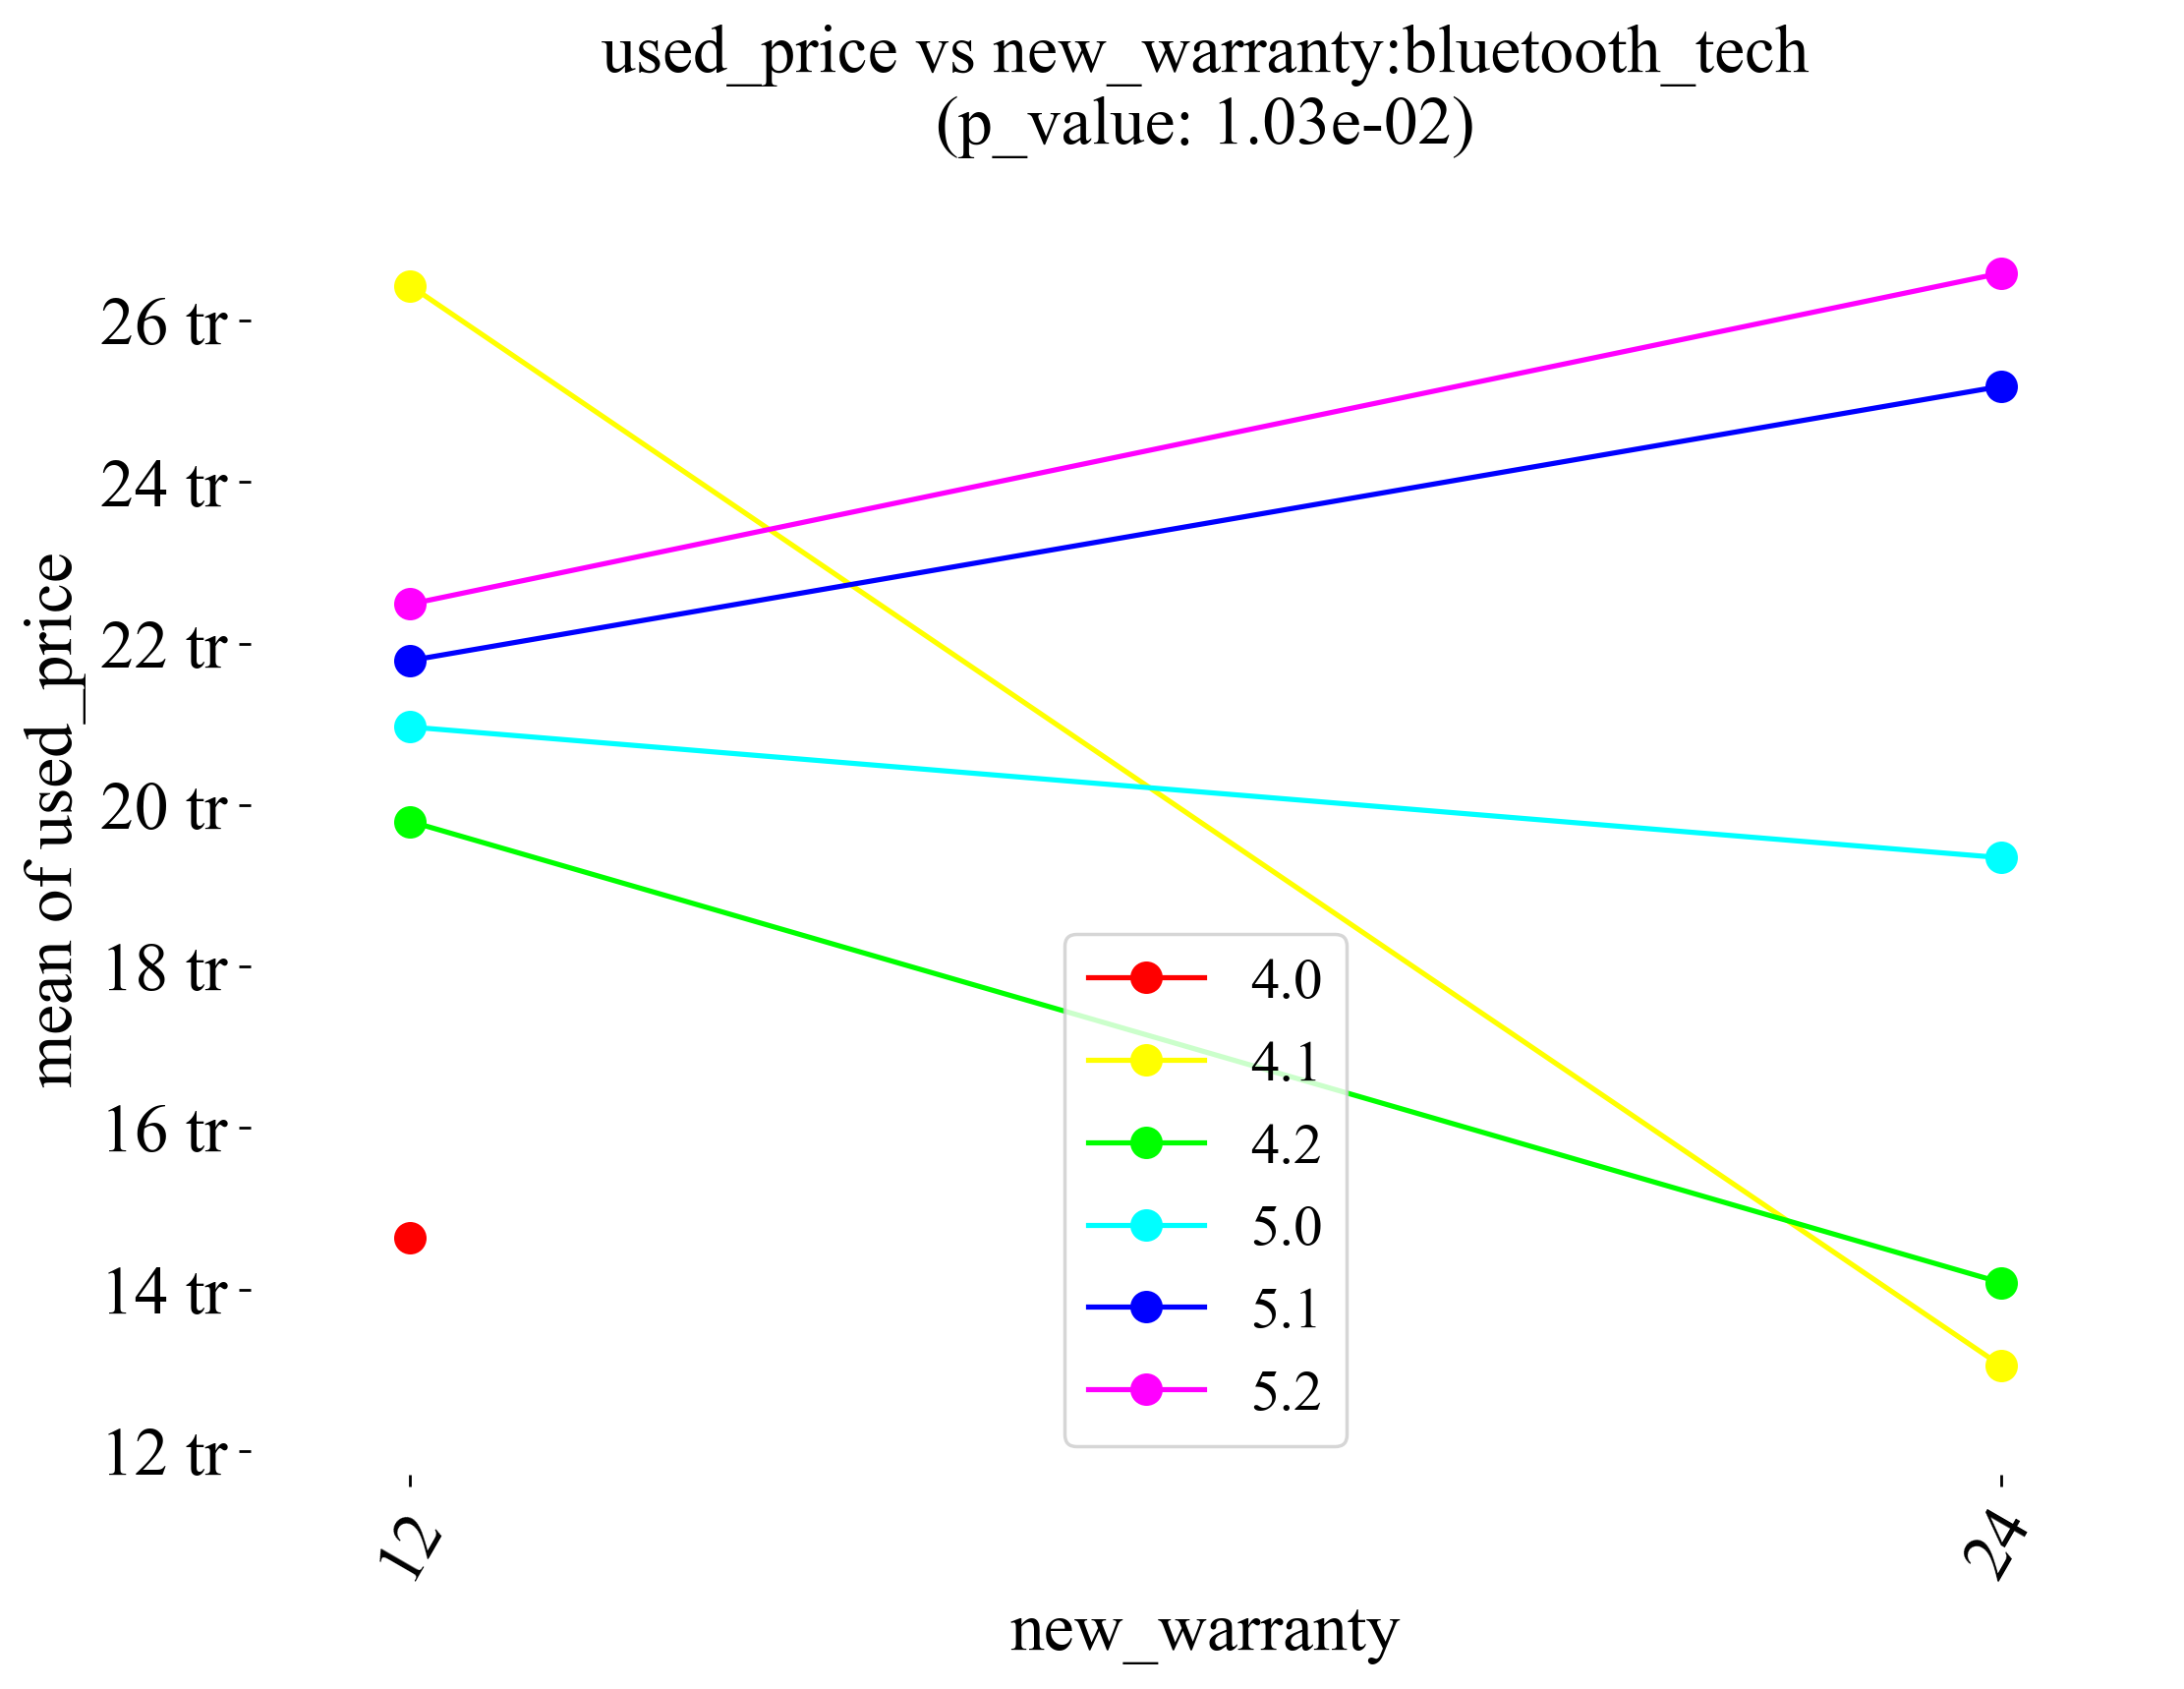 used_price vs new_warranty:bluetooth_tech
(p_value: 1.03e-02)
mean of used_price
26 tr
24 tr
22 tr
20 tr
18 tr
16 tr
14 tr
12 tr
4.0
4.1
4.2
5.0
5.1
5.2
12
24
new_warranty